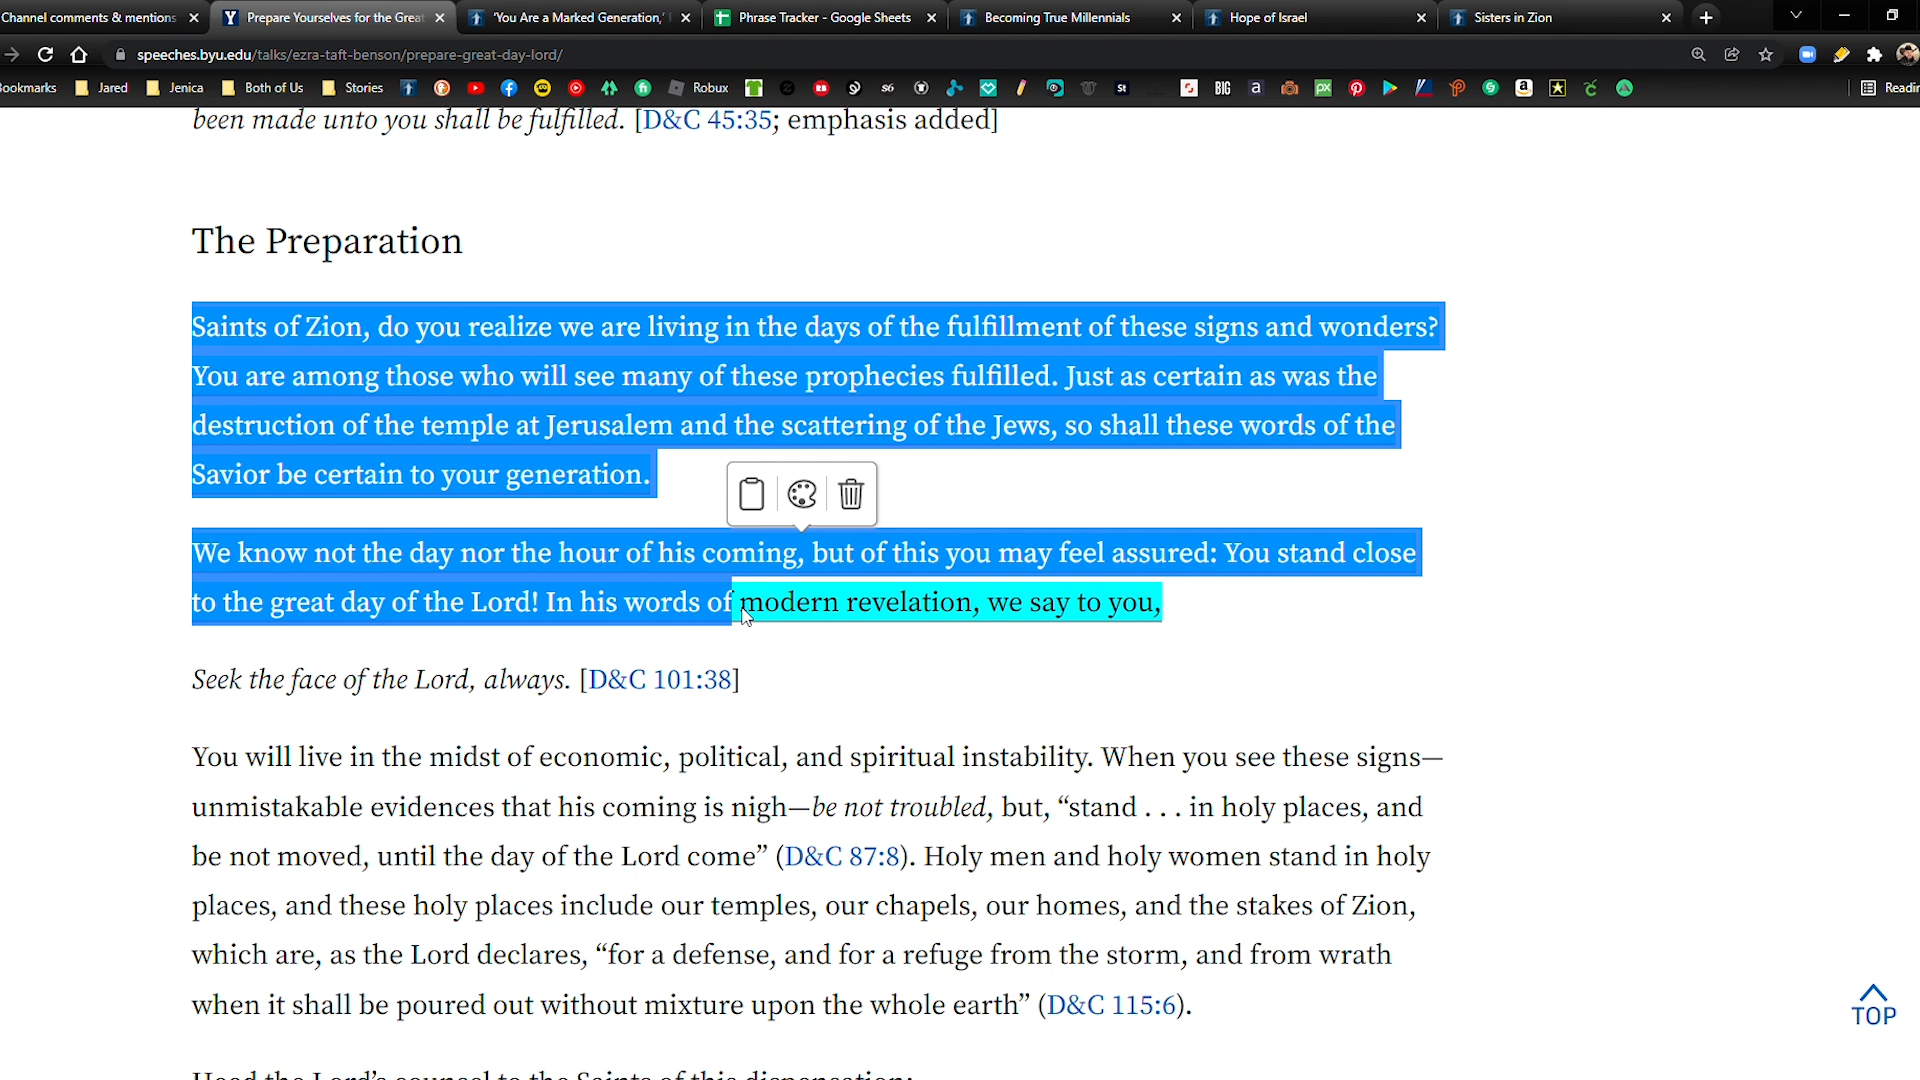 Channel comments & mentions
Prepare Yourselves for the Grea
'You Are a Marked Generation,'
Phrase Tracker - Google Sheets
Becoming True Millennials
Hope of Israel
Sisters in Zion
speeches.byu.edu/talks/ezra-taft-benson/prepare-great-day-lord/
ookmarks Jared Jenica Both of Us Stories Robux BIG Readin
been made unto you shall be fulfilled. [D&C 45:35; emphasis added]
The Preparation
Saints of Zion, do you realize we are living in the days of the fulfillment of these signs and wonders?
You are among those who will see many of these prophecies fulfilled. Just as certain as was the
destruction of the temple at Jerusalem and the scattering of the Jews, so shall these words of the
Savior be certain to your generation.
We know not the day nor the hour of his coming, but of this you may feel assured: You stand close
to the great day of the Lord! In his words of modern revelation, we say to you,
Seek the face of the Lord, always. [D&C 101:38]
You will live in the midst of economic, political, and spiritual instability. When you see these signs—
unmistakable evidences that his coming is nigh—be not troubled, but, “stand . . . in holy places, and
be not moved, until the day of the Lord come” (D&C 87:8). Holy men and holy women stand in holy
places, and these holy places include our temples, our chapels, our homes, and the stakes of Zion,
which are, as the Lord declares, “for a defense, and for a refuge from the storm, and from wrath
when it shall be poured out without mixture upon the whole earth” (D&C 115:6).
TOP
Heed the Lord’s counsel to the Saints of this dispensation: